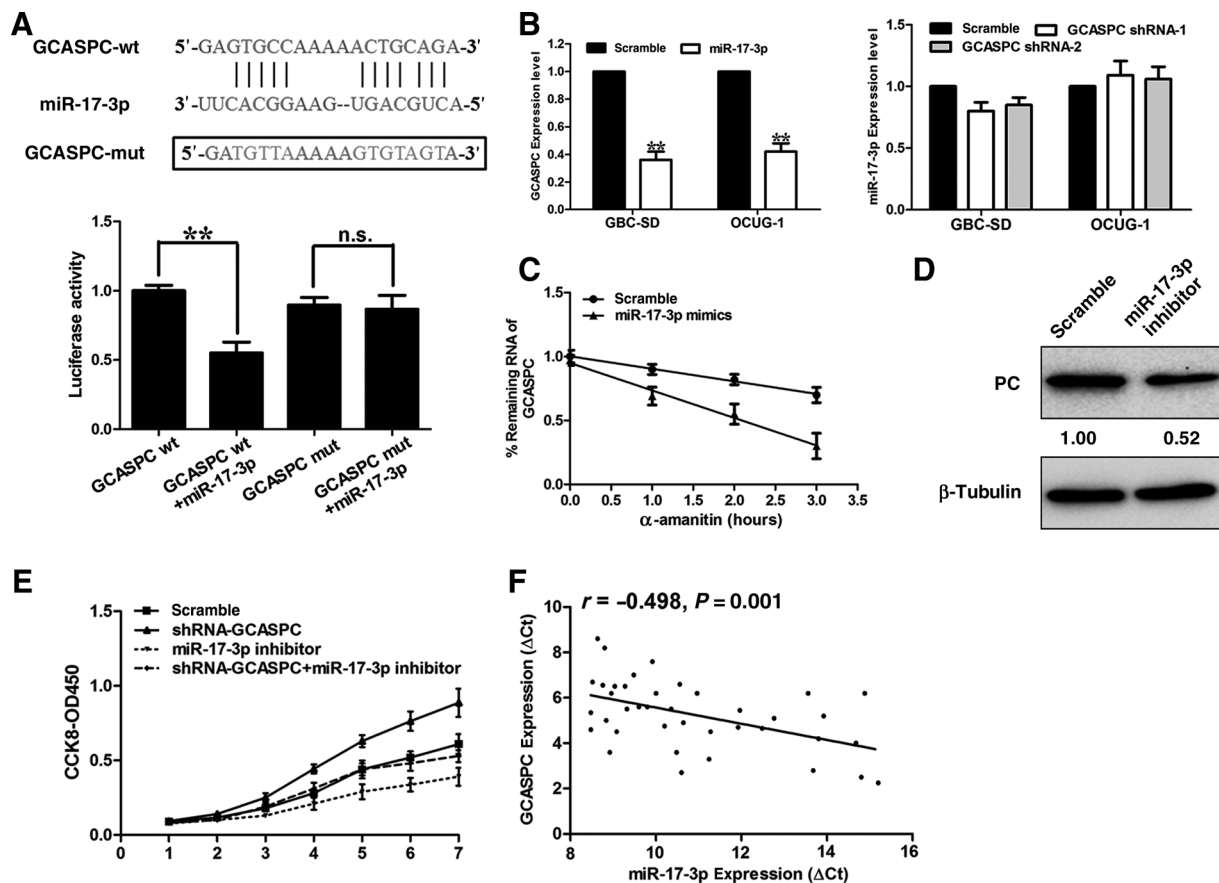 A
GCASPC-wt 5'-GAGTGCCAAAAACTGCAGA-3'
miR-17-3p 3'-UUCACGGAAG--UGACGUCA-5'
GCASPC-mut 5'-GATGTTAAAAAGTGTAGTA-3'
Luciferase activity
1.5
1.0
0.5
0.0
**
n.s.
GCASPC wt
GCASPC wt +miR-17-3p
GCASPC mut
GCASPC mut +miR-17-3p
B
GCASPC Expression level
Scramble miR-17-3p
1.2
1.0
0.8
0.6
0.4
0.2
0.0
**
**
GBC-SD OCUG-1
miR-17-3p Expression level
Scramble GCASPC shRNA-1
GCASPC shRNA-2
1.5
1.0
0.5
0.0
GBC-SD OCUG-1
C
% Remaining RNA of
GCASPC
Scramble
miR-17-3p mimics
1.5
1.0
0.5
0.0
0.0 0.5 1.0 1.5 2.0 2.5 3.0 3.5
α-amanitin (hours)
D
Scramble
miR-17-3p
inhibitor
PC
1.00 0.52
β-Tubulin
E
CCK8-OD450
Scramble
shRNA-GCASPC
miR-17-3p inhibitor
shRNA-GCASPC+miR-17-3p inhibitor
1.5
1.0
0.5
0.0
0 1 2 3 4 5 6 7
F
r = -0.498, P = 0.001
GCASPC Expression (ΔCt)
10
8
6
4
2
0
8 10 12 14 16
miR-17-3p Expression (ΔCt)